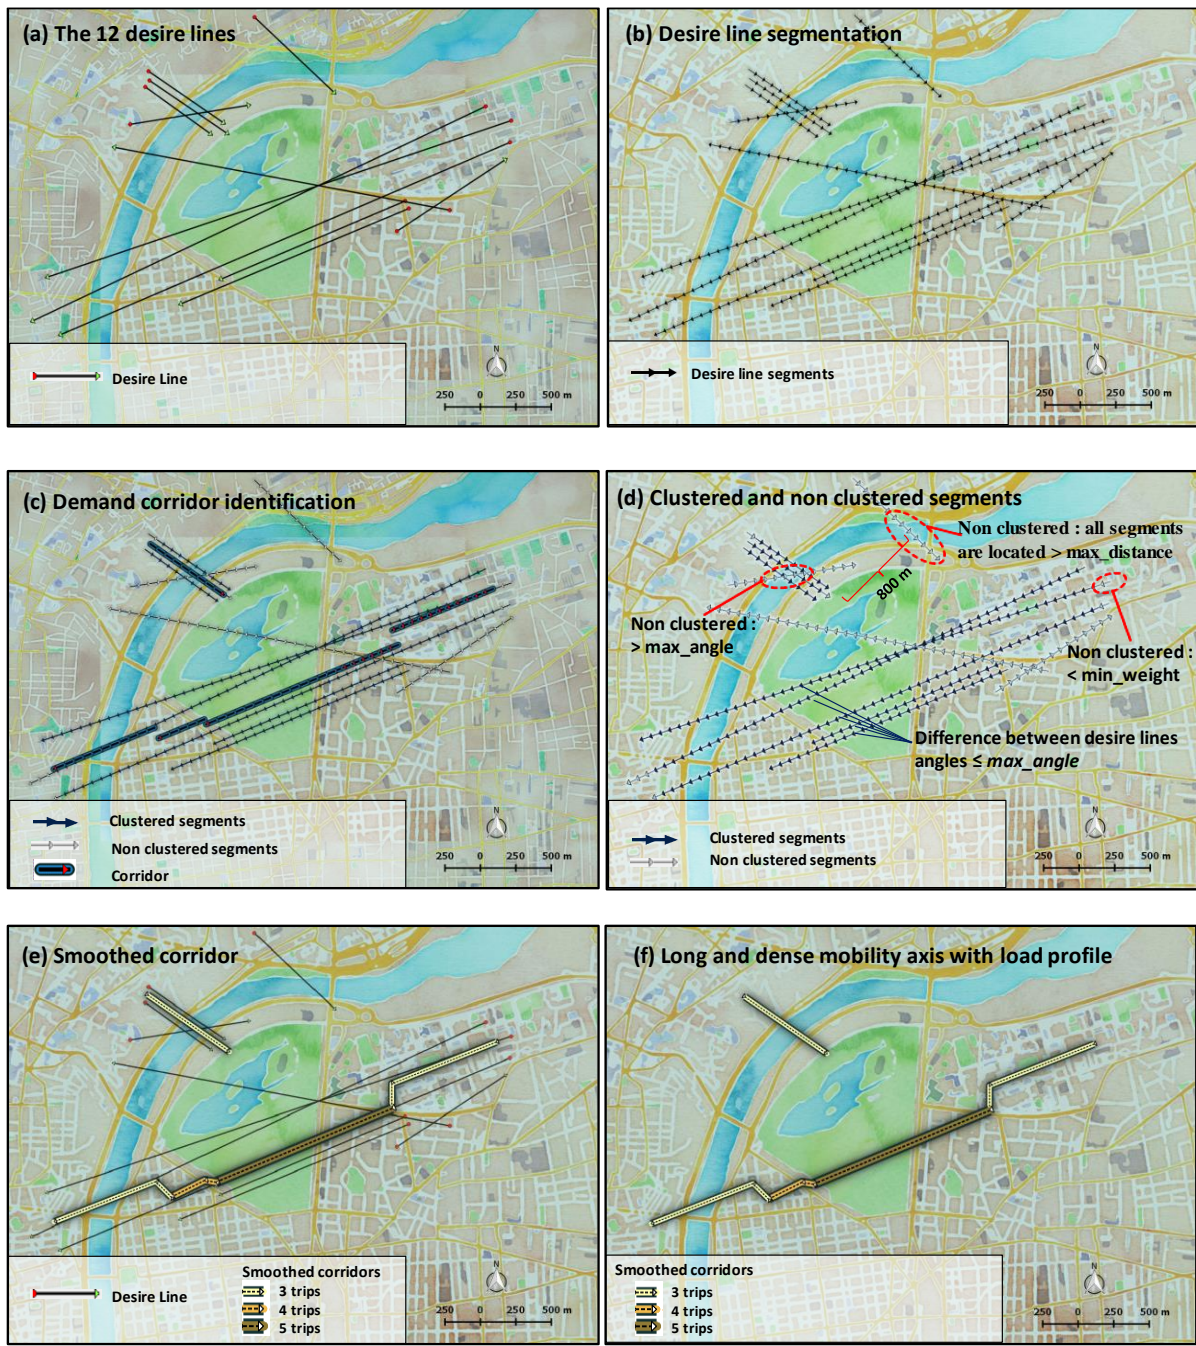 (a) The 12 desire lines
N
Desire Line
250 0 250 500 m
(b) Desire line segmentation
N
Desire line segments
250 0 250 500 m
(c) Demand corridor identification
N
Clustered segments
Non clustered segments
Corridor
250 0 250 500 m
(d) Clustered and non clustered segments
Non clustered : all segments
are located > max_distance
800 m
Non clustered :
> max_angle
Non clustered :
< min_weight
Difference between desire lines
angles ≤ max_angle
N
Clustered segments
Non clustered segments
250 0 250 500 m
(e) Smoothed corridor
N
Desire Line
Smoothed corridors
3 trips
4 trips
5 trips
250 0 250 500 m
(f) Long and dense mobility axis with load profile
N
Smoothed corridors
3 trips
4 trips
5 trips
250 0 250 500 m